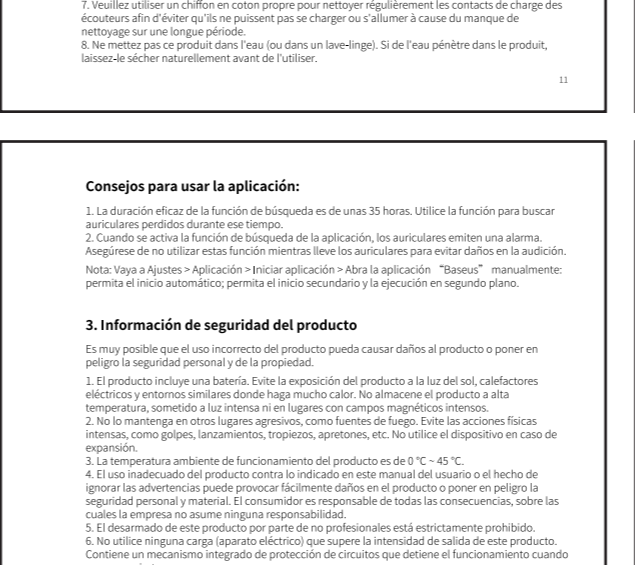 7. Veuillez utiliser un chiffon en coton propre pour nettoyer régulièrement les contacts de charge des
écouteurs afin d'éviter qu'ils ne puissent pas se charger ou s'allumer à cause du manque de
nettoyage sur une longue période.
8. Ne mettez pas ce produit dans l'eau (ou dans un lave-linge). Si de l'eau pénètre dans le produit,
laissez-le sécher naturellement avant de l'utiliser.
11
Consejos para usar la aplicación:
1. La duración eficaz de la función de búsqueda es de unas 35 horas. Utilice la función para buscar
auriculares perdidos durante ese tiempo.
2. Cuando se activa la función de búsqueda de la aplicación, los auriculares emiten una alarma.
Asegúrese de no utilizar estas función mientras lleve los auriculares para evitar daños en la audición.
Nota: Vaya a Ajustes > Aplicación > Iniciar aplicación > Abra la aplicación “Baseus” manualmente:
permita el inicio automático; permita el inicio secundario y la ejecución en segundo plano.
3. Información de seguridad del producto
Es muy posible que el uso incorrecto del producto pueda causar daños al producto o poner en
peligro la seguridad personal y de la propiedad.
1. El producto incluye una batería. Evite la exposición del producto a la luz del sol, calefactores
eléctricos y entornos similares donde haga mucho calor. No almacene el producto a alta
temperatura, sometido a luz intensa ni en lugares con campos magnéticos intensos.
2. No lo mantenga en otros lugares agresivos, como fuentes de fuego. Evite las acciones físicas
intensas, como golpes, lanzamientos, tropiezos, apretones, etc. No utilice el dispositivo en caso de
expansión.
3. La temperatura ambiente de funcionamiento del producto es de 0 °C ~ 45 °C.
4. El uso inadecuado del producto contra lo indicado en este manual del usuario o el hecho de
ignorar las advertencias puede provocar fácilmente daños en el producto o poner en peligro la
seguridad personal y material. El consumidor es responsable de todas las consecuencias, sobre las
cuales la empresa no asume ninguna responsabilidad.
5. El desarmado de este producto por parte de no profesionales está estrictamente prohibido.
6. No utilice ninguna carga (aparato eléctrico) que supere la intensidad de salida de este producto.
Contiene un mecanismo integrado de protección de circuitos que detiene el funcionamiento cuando